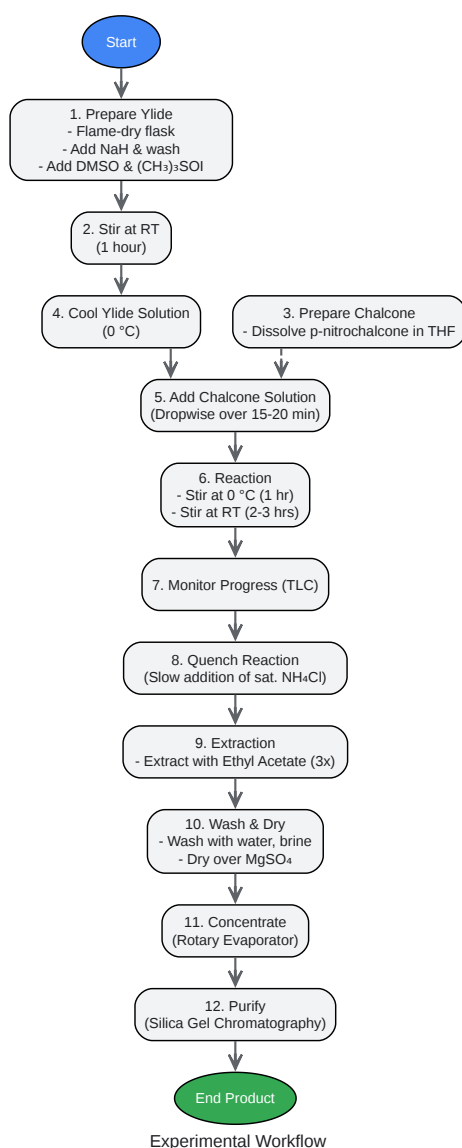 Start
1. Prepare Ylide
- Flame-dry flask
- Add NaH & wash
- Add DMSO & (CH₃)₃SOI
2. Stir at RT
(1 hour)
4. Cool Ylide Solution
(0 °C)
3. Prepare Chalcone
- Dissolve p-nitrochalcone in THF
5. Add Chalcone Solution
(Dropwise over 15-20 min)
6. Reaction
- Stir at 0 °C (1 hr)
- Stir at RT (2-3 hrs)
7. Monitor Progress (TLC)
8. Quench Reaction
(Slow addition of sat. NH₄Cl)
9. Extraction
- Extract with Ethyl Acetate (3x)
10. Wash & Dry
- Wash with water, brine
- Dry over MgSO₄
11. Concentrate
(Rotary Evaporator)
12. Purify
(Silica Gel Chromatography)
End Product
Experimental Workflow